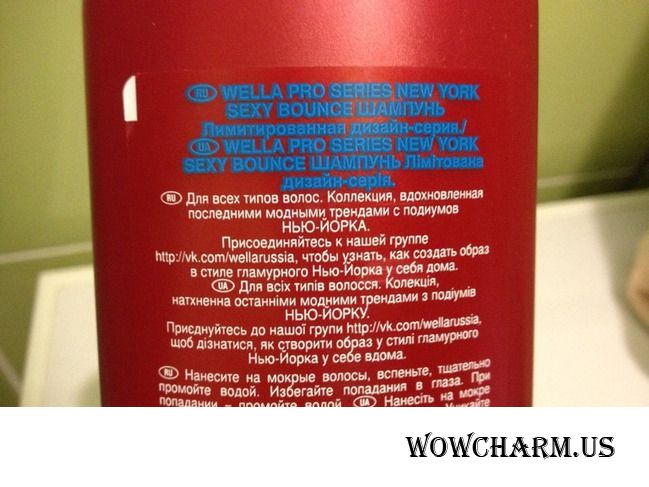 RU WELLA PRO SERIES NEW YORK
SEXY BOUNCE ШАМПУНЬ
Лимитированная дизайн-серия./
UA WELLA PRO SERIES NEW YORK
SEXY BOUNCE ШАМПУНЬ Лімітована
дизайн-серія.
RU Для всех типов волос. Коллекция, вдохновленная
последними модными трендами с подиумов
НЬЮ-ЙОРКА.
Присоединяйтесь к нашей группе
http://vk.com/wellarussia, чтобы узнать, как создать образ
в стиле гламурного Нью-Йорка у себя дома.
UA Для всіх типів волосся. Колекція,
натхненна останніми модними трендами з подіумів
НЬЮ-ЙОРКУ.
Приєднуйтесь до нашої групи http://vk.com/wellarussia,
щоб дізнатися, як створити образ у стилі гламурного
Нью-Йорка у себе вдома.
RU Нанесите на мокрые волосы, вспеньте, тщательно
промойте водой. Избегайте попадания в глаза. При
попадании – промойте водой. UA Нанесіть на мокре
WOWCHARM.US